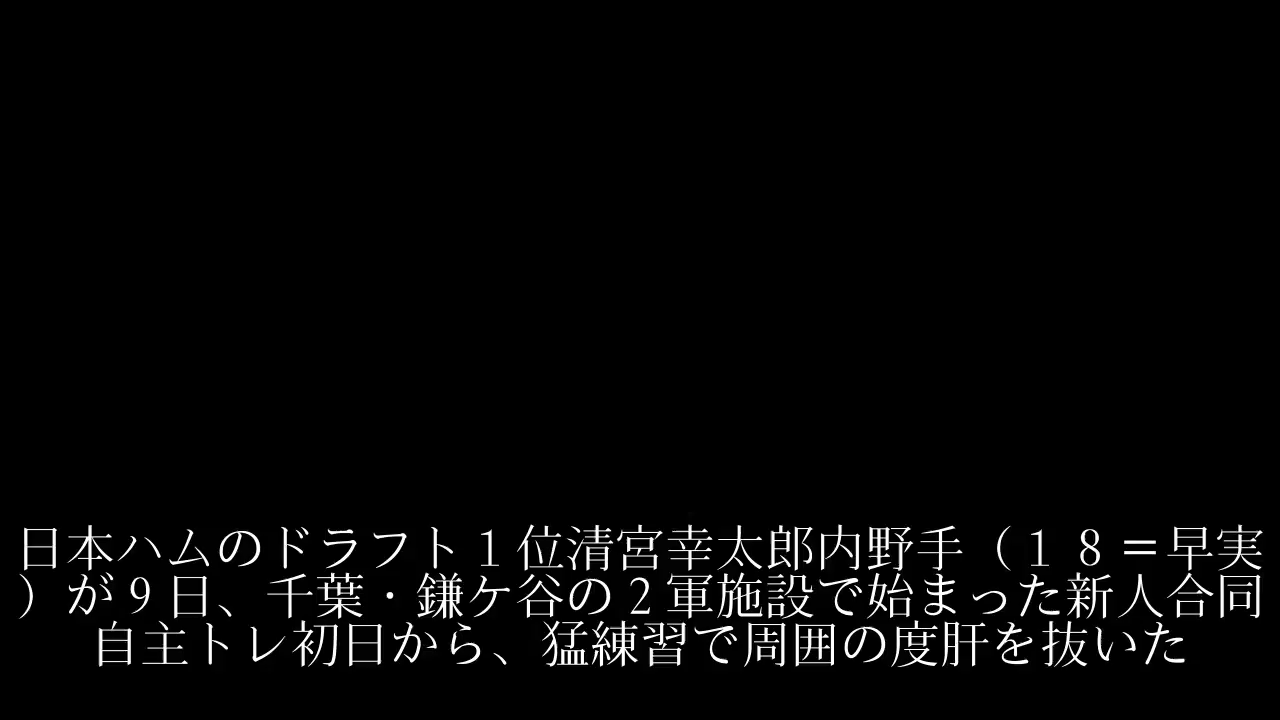 日本ハムのドラフト１位清宮幸太郎内野手（１８＝早実
）が９日、千葉・鎌ケ谷の２軍施設で始まった新人合同
自主トレ初日から、猛練習で周囲の度肝を抜いた